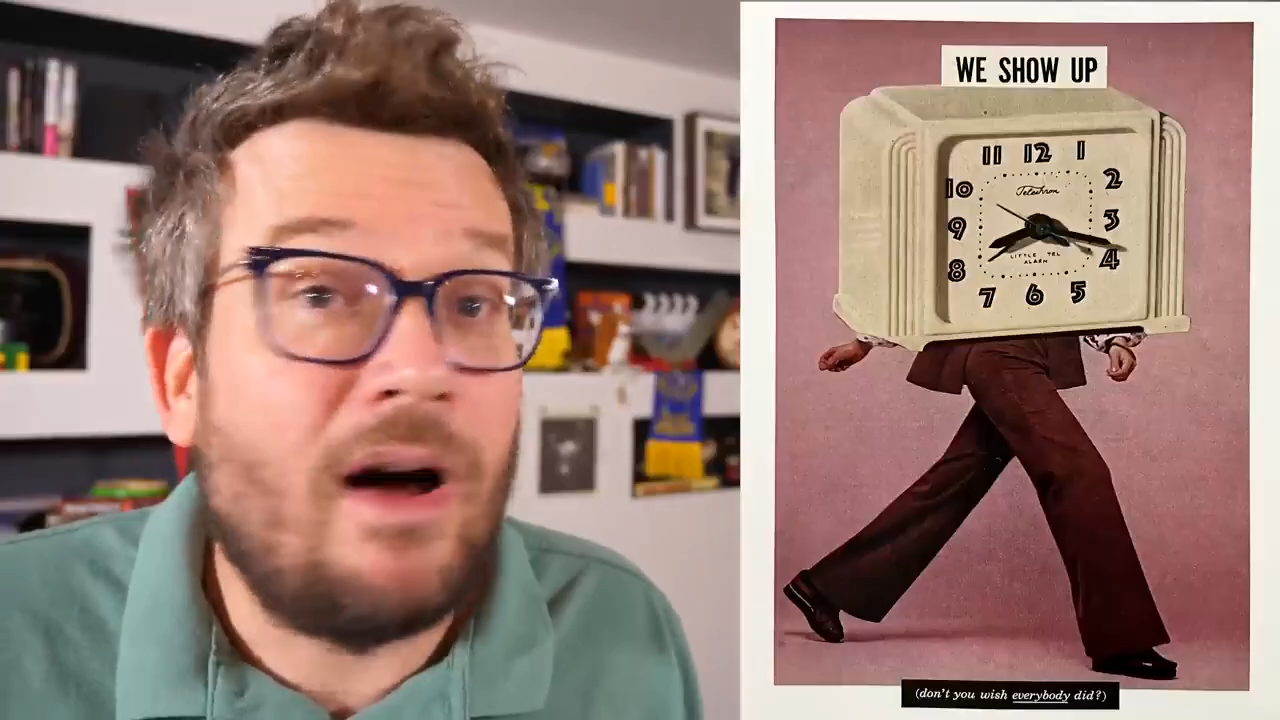 WE SHOW UP
11 12 1
10 2
9 3
8 4
7 6 5
Telechron
LITTLE TEL
ALARM
(don't you wish everybody did?)